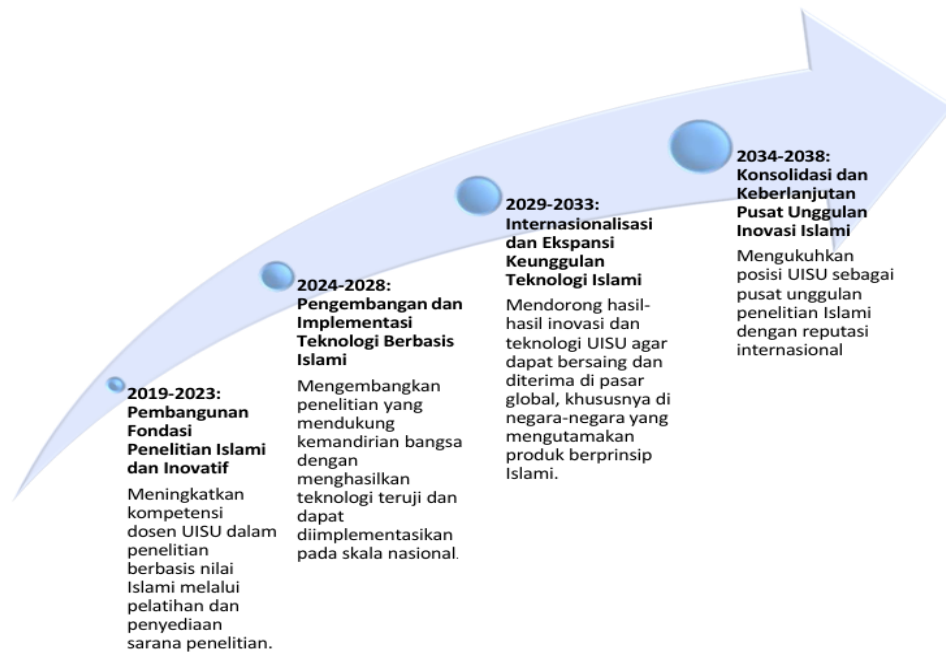 2019-2023:
Pembangunan
Fondasi
Penelitian Islami
dan Inovatif
Meningkatkan
kompetensi
dosen UISU dalam
penelitian
berbasis nilai
Islami melalui
pelatihan dan
penyediaan
sarana penelitian.
2024-2028:
Pengembangan dan
Implementasi
Teknologi Berbasis
Islami
Mengembangkan
penelitian yang
mendukung
kemandirian bangsa
dengan
menghasilkan
teknologi teruji dan
dapat
diimplementasikan
pada skala nasional.
2029-2033:
Internasionalisasi
dan Ekspansi
Keunggulan
Teknologi Islami
Mendorong hasil-
hasil inovasi dan
teknologi UISU agar
dapat bersaing dan
diterima di pasar
global, khususnya di
negara-negara yang
mengutamakan
produk berprinsip
Islami.
2034-2038:
Konsolidasi dan
Keberlanjutan
Pusat Unggulan
Inovasi Islami
Mengukuhkan
posisi UISU sebagai
pusat unggulan
penelitian Islami
dengan reputasi
internasional